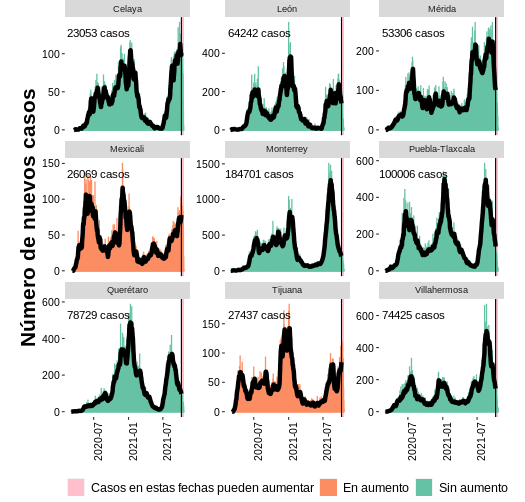 Celaya León Mérida
23053 casos 64242 casos 53306 casos
100 50 0
400 200 0
200 100 0
Mexicali Monterrey Puebla-Tlaxcala
26069 casos 184701 casos 100006 casos
150 100 50 0
1500 1000 500 0
600 400 200 0
Querétaro Tijuana Villahermosa
78729 casos 27437 casos 74425 casos
600 400 200 0
150 100 50 0
600 400 200 0
2020-07 2021-01 2021-07 2020-07 2021-01 2021-07 2020-07 2021-01 2021-07
Número de nuevos casos
Casos en estas fechas pueden aumentar En aumento Sin aumento